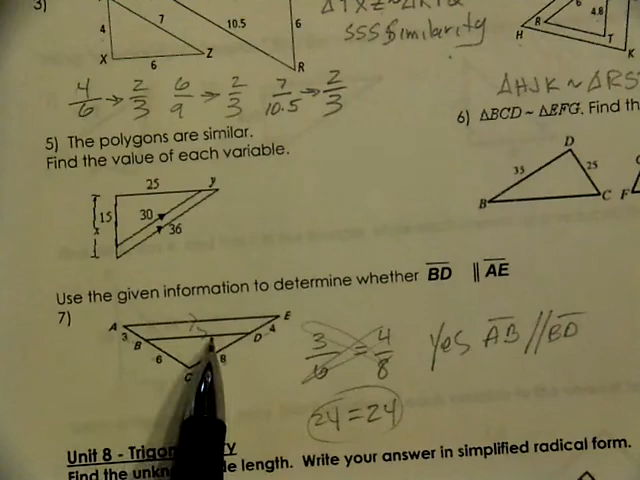 3)
4
7
10.5
6
X
6
Z
R
SSS Similarity
6
4.8
H
R
T
K
4/6 → 2/3 6/9 → 2/3 7/10.5 → 2/3
5) The polygons are similar.
Find the value of each variable.
25
y
15
30
36
x
6) ΔBCD ~ ΔEFG. Find th
D
35
25
B
C
F
Use the given information to determine whether BD || AE
7)
A
E
3
B
D
4
6
8
C
3/6 = 4/8
24 = 24
Yes AB // BD
Unit 8 -
Find the length. Write your answer in simplified radical form.